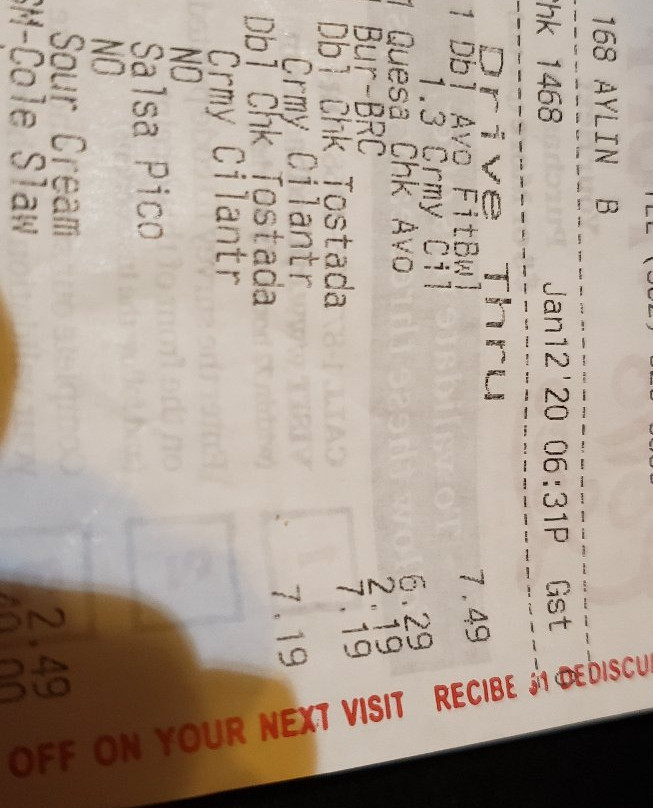 168 AYLIN B
hk 1468 Jan12'20 06:31P Gst
Drive Thru
1 Dbl Avo FitBwl 7.49
1.3 Crmy Cil
1 Quesa Chk Avo 6.29
Bur-BRC 2.19
Dbl Chk Tostada 7.19
Crmy Cilantr
Dbl Chk Tostada 7.19
Crmy Cilantr
NO
Salsa Pico
NO
Sour Cream
M-Cole Slaw 2.49
OFF ON YOUR NEXT VISIT RECIBE $1 DE DISCU